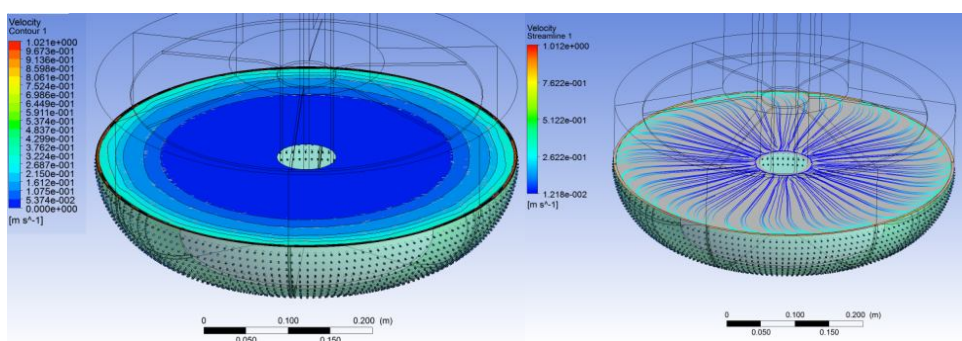 Velocity
Contour 1
1.021e+000
9.673e-001
9.136e-001
8.598e-001
8.061e-001
7.524e-001
6.986e-001
6.449e-001
5.911e-001
5.374e-001
4.837e-001
4.299e-001
3.762e-001
3.224e-001
2.687e-001
2.150e-001
1.612e-001
1.075e-001
5.374e-002
0.000e+000
[m s^-1]
0 0.100 0.200 (m)
0.050 0.150
Velocity
Streamline 1
1.012e+000
7.622e-001
5.122e-001
2.622e-001
1.218e-002
[m s^-1]
0 0.100 0.200 (m)
0.050 0.150